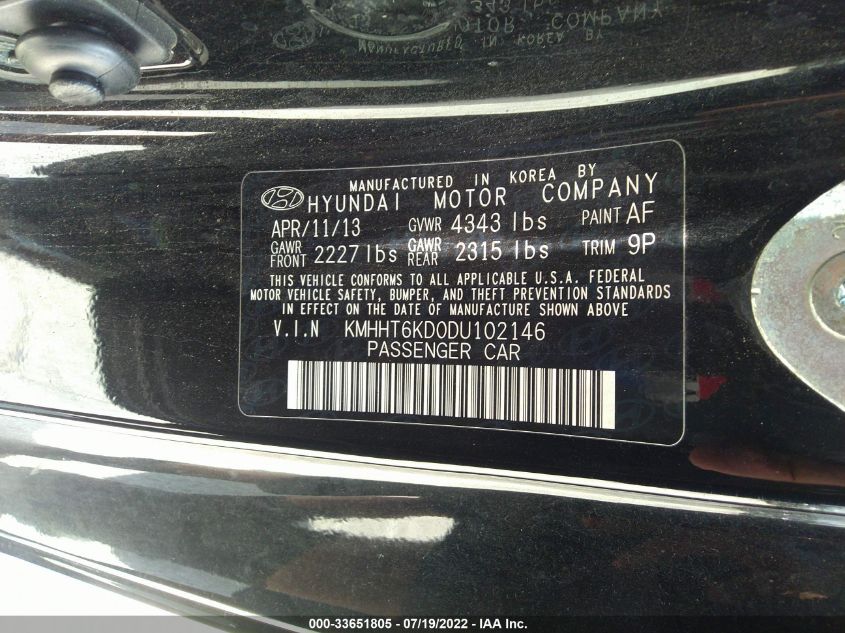 MANUFACTURED IN KOREA BY
HYUNDAI MOTOR COMPANY
APR/11/13 GVWR 4343 lbs PAINT AF
GAWR FRONT 2227 lbs GAWR REAR 2315 lbs TRIM 9P
THIS VEHICLE CONFORMS TO ALL APPLICABLE U.S.A. FEDERAL
MOTOR VEHICLE SAFETY, BUMPER, AND THEFT PREVENTION STANDARDS
IN EFFECT ON THE DATE OF MANUFACTURE SHOWN ABOVE
V.I.N KMHHT6KD0DU102146
PASSENGER CAR
000-33651805 - 07/19/2022 - IAA Inc.